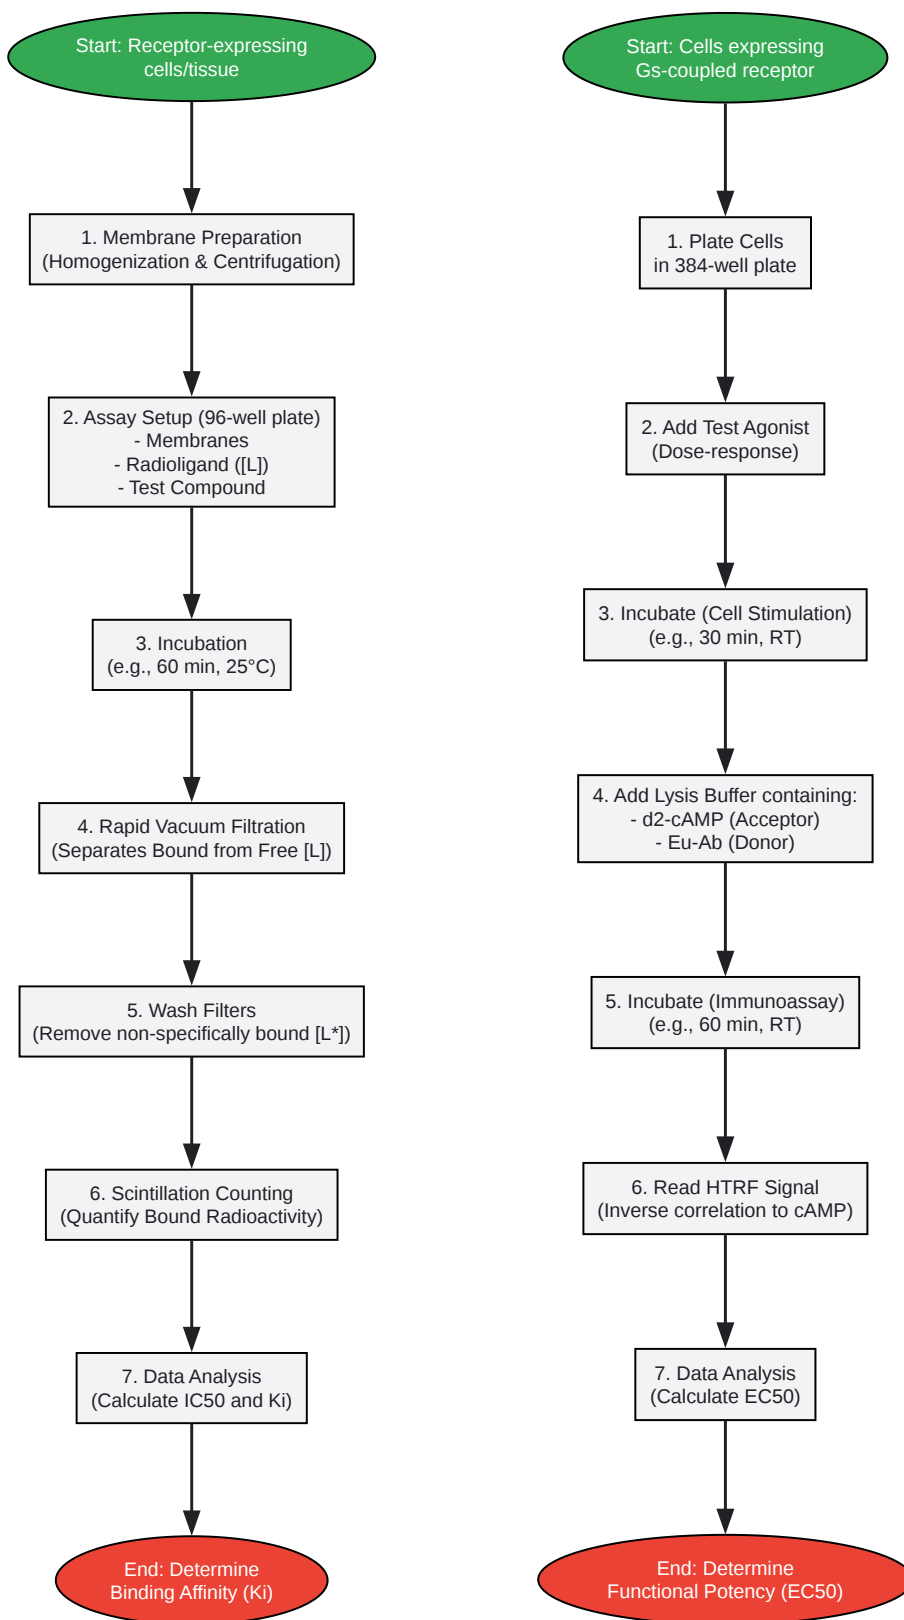 Start: Receptor-expressing
cells/tissue
1. Membrane Preparation
(Homogenization & Centrifugation)
2. Assay Setup (96-well plate)
- Membranes
- Radioligand ([L])
- Test Compound
3. Incubation
(e.g., 60 min, 25°C)
4. Rapid Vacuum Filtration
(Separates Bound from Free [L])
5. Wash Filters
(Remove non-specifically bound [L*])
6. Scintillation Counting
(Quantify Bound Radioactivity)
7. Data Analysis
(Calculate IC50 and Ki)
End: Determine
Binding Affinity (Ki)
Start: Cells expressing
Gs-coupled receptor
1. Plate Cells
in 384-well plate
2. Add Test Agonist
(Dose-response)
3. Incubate (Cell Stimulation)
(e.g., 30 min, RT)
4. Add Lysis Buffer containing:
- d2-cAMP (Acceptor)
- Eu-Ab (Donor)
5. Incubate (Immunoassay)
(e.g., 60 min, RT)
6. Read HTRF Signal
(Inverse correlation to cAMP)
7. Data Analysis
(Calculate EC50)
End: Determine
Functional Potency (EC50)